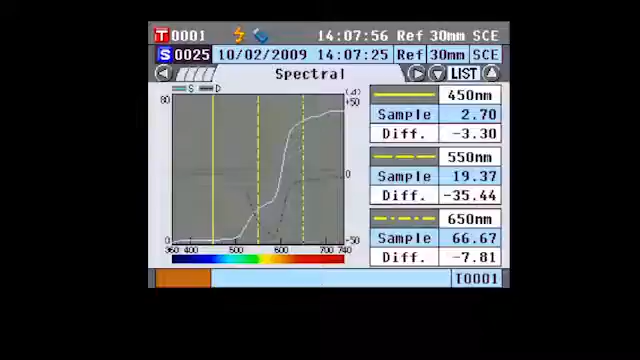 T 0001 14:07:56 Ref 30mm SCE
S 0025 10/02/2009 14:07:25 Ref 30mm SCE
Spectral LIST
S D
80 +50
0
0 -50
360 400 500 600 700 740
450nm
Sample 2.70
Diff. -3.30
550nm
Sample 19.37
Diff. -35.44
650nm
Sample 66.67
Diff. -7.81
T0001